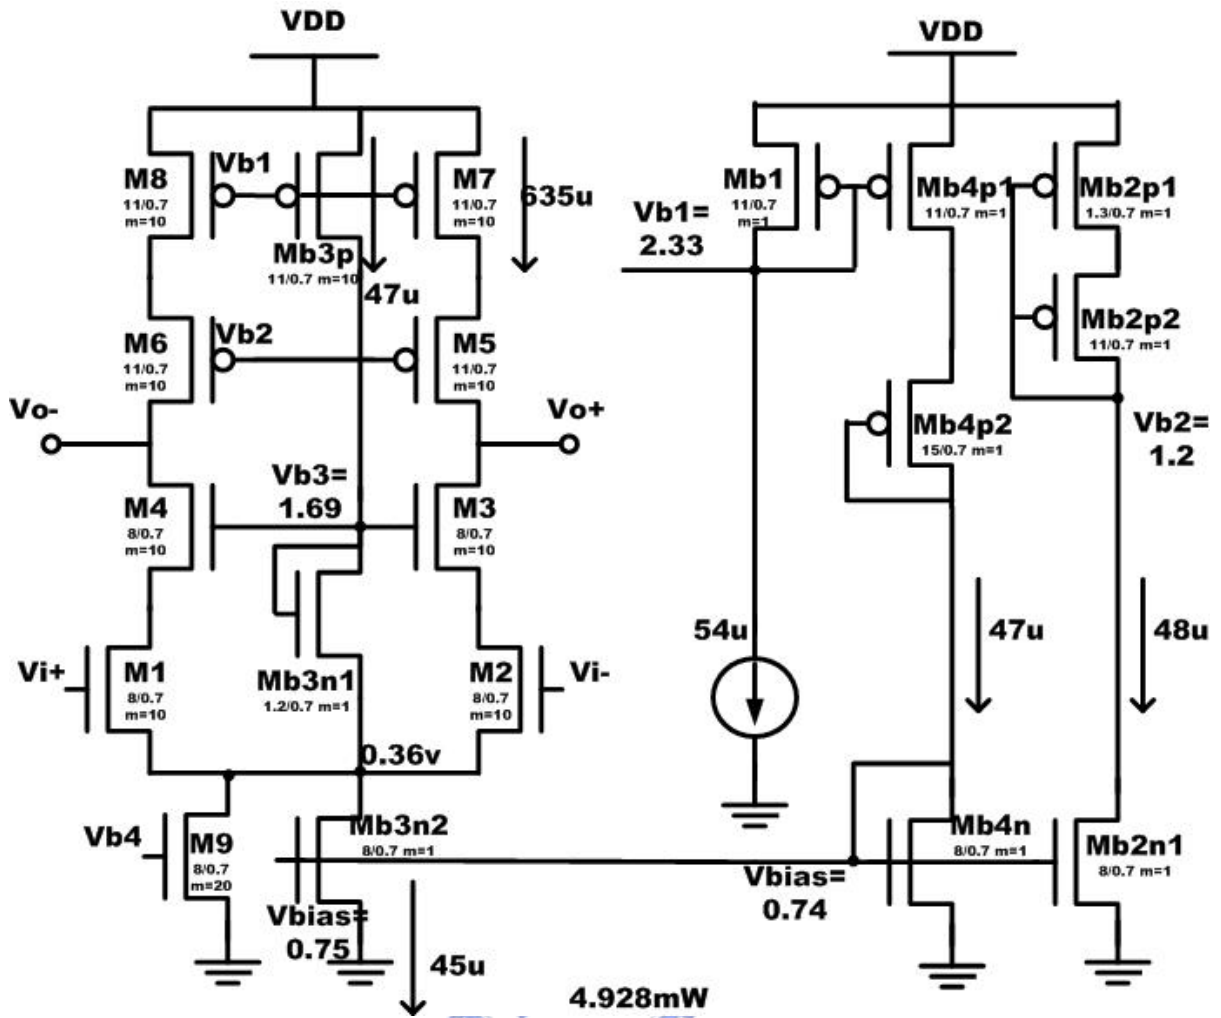 VDD
VDD
M8
11/0.7
m=10
Vb1
Mb3p
11/0.7 m=10
M7
11/0.7
m=10
635u
47u
M6
11/0.7
m=10
Vb2
M5
11/0.7
m=10
Vo-
Vo+
Vb3=
1.69
M4
8/0.7
m=10
M3
8/0.7
m=10
Vi+
M1
8/0.7
m=10
Mb3n1
1.2/0.7 m=1
M2
8/0.7
m=10
Vi-
0.36v
Vb4
M9
8/0.7
m=20
Mb3n2
8/0.7 m=1
Vbias=
0.75
45u
4.928mW
Mb1
11/0.7
m=1
Vb1=
2.33
Mb4p1
11/0.7 m=1
Mb2p1
1.3/0.7 m=1
Mb2p2
11/0.7 m=1
Mb4p2
15/0.7 m=1
Vb2=
1.2
54u
47u
48u
Mb4n
8/0.7 m=1
Mb2n1
8/0.7 m=1
Vbias=
0.74